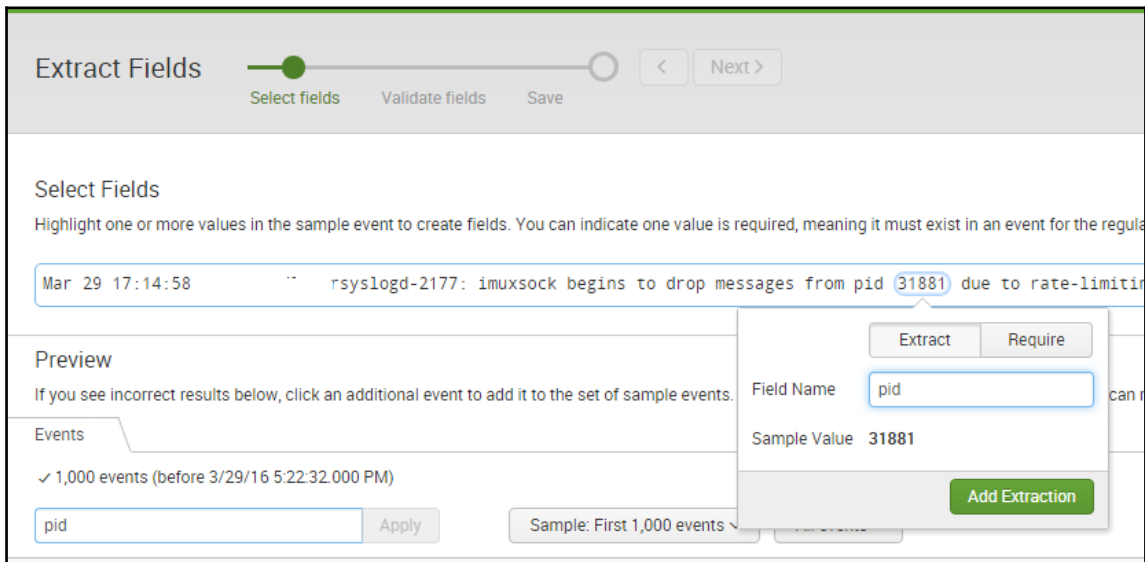 Extract Fields
< Next >
Select fields Validate fields Save
Select Fields
Highlight one or more values in the sample event to create fields. You can indicate one value is required, meaning it must exist in an event for the regula
Mar 29 17:14:58 rsyslogd-2177: imuxsock begins to drop messages from pid 31881 due to rate-limitin
Extract Require
Preview
If you see incorrect results below, click an additional event to add it to the set of sample events.
Field Name pid
can
Events
Sample Value 31881
✓ 1,000 events (before 3/29/16 5:22:32.000 PM)
Add Extraction
pid Apply Sample: First 1,000 events